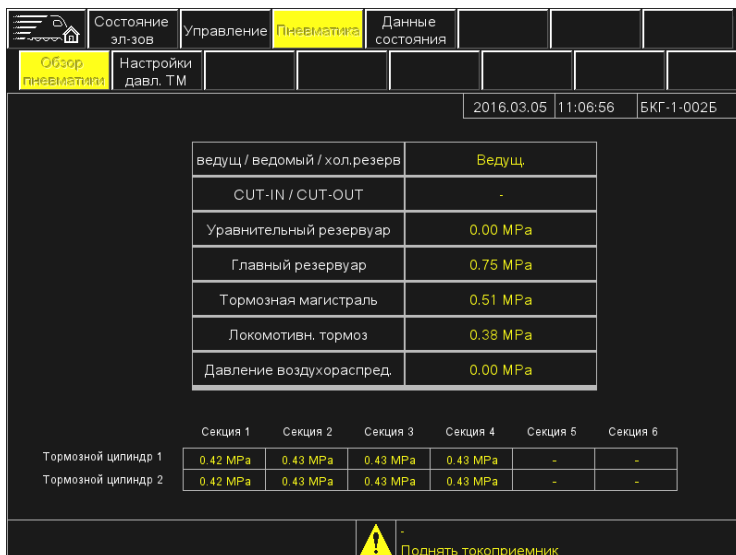 Состояние эл-зов
Управление
Пневматика
Данные состояния
Обзор пневматики
Настройки давл. ТМ
2016.03.05 11:06:56 БКГ-1-002Б
ведущ / ведомый / хол.резерв Ведущ.
CUT-IN / CUT-OUT -
Уравнительный резервуар 0.00 MPa
Главный резервуар 0.75 MPa
Тормозная магистраль 0.51 MPa
Локомотивн. тормоз 0.38 MPa
Давление воздухораспред. 0.00 MPa
Секция 1 Секция 2 Секция 3 Секция 4 Секция 5 Секция 6
Тормозной цилиндр 1 0.42 MPa 0.43 MPa 0.43 MPa 0.43 MPa - -
Тормозной цилиндр 2 0.42 MPa 0.43 MPa 0.43 MPa 0.43 MPa - -
-
Поднять токоприемник